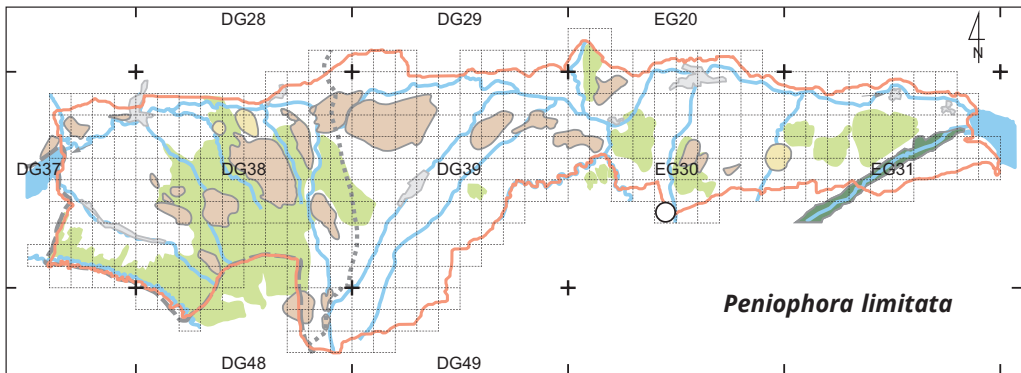 DG28 DG29 EG20
N
DG37 DG38 DG39 EG30 EG31
Peniophora limitata
DG48 DG49